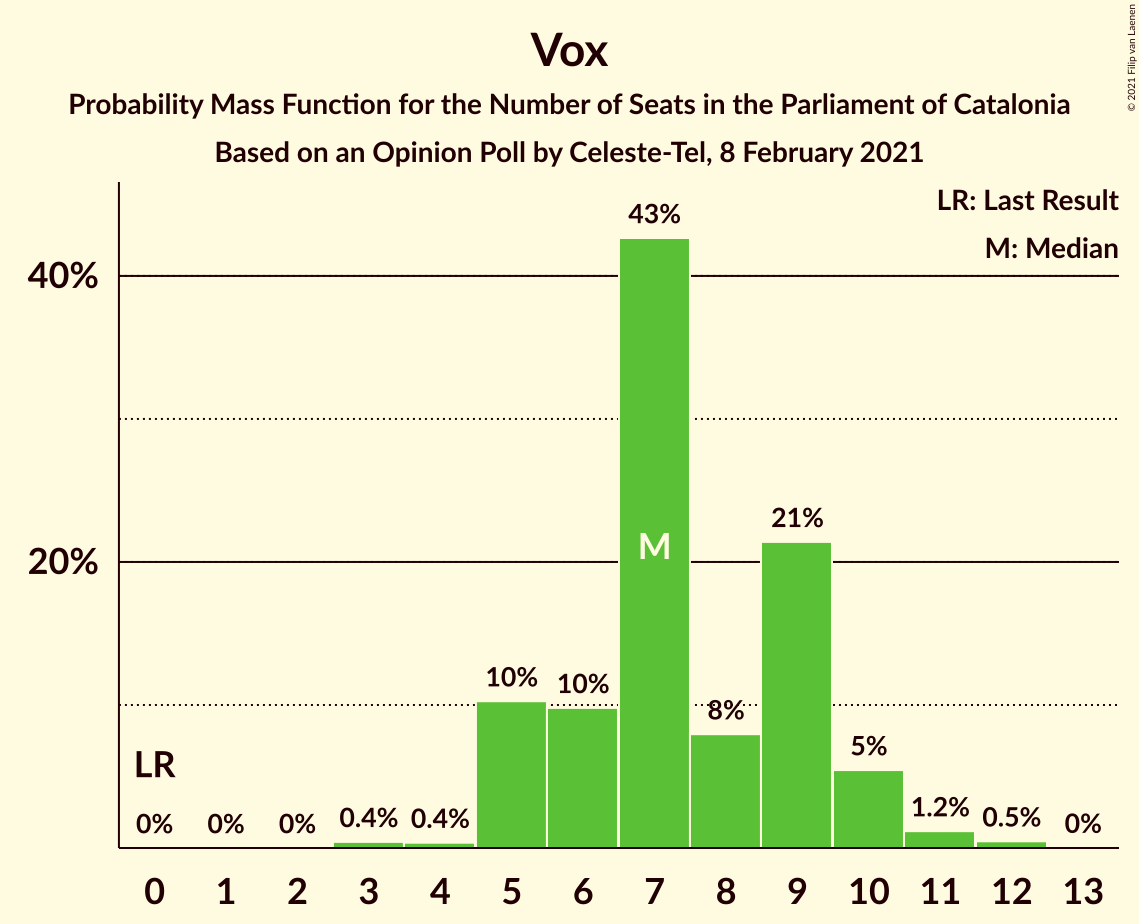 Vox
Probability Mass Function for the Number of Seats in the Parliament of Catalonia
Based on an Opinion Poll by Celeste-Tel, 8 February 2021
© 2021 Filip van Laenen
LR: Last Result
M: Median
40%
20%
43%
M
21%
10%
10%
8%
5%
LR
0%
0%
0%
0.4%
0.4%
1.2%
0.5%
0%
0 1 2 3 4 5 6 7 8 9 10 11 12 13